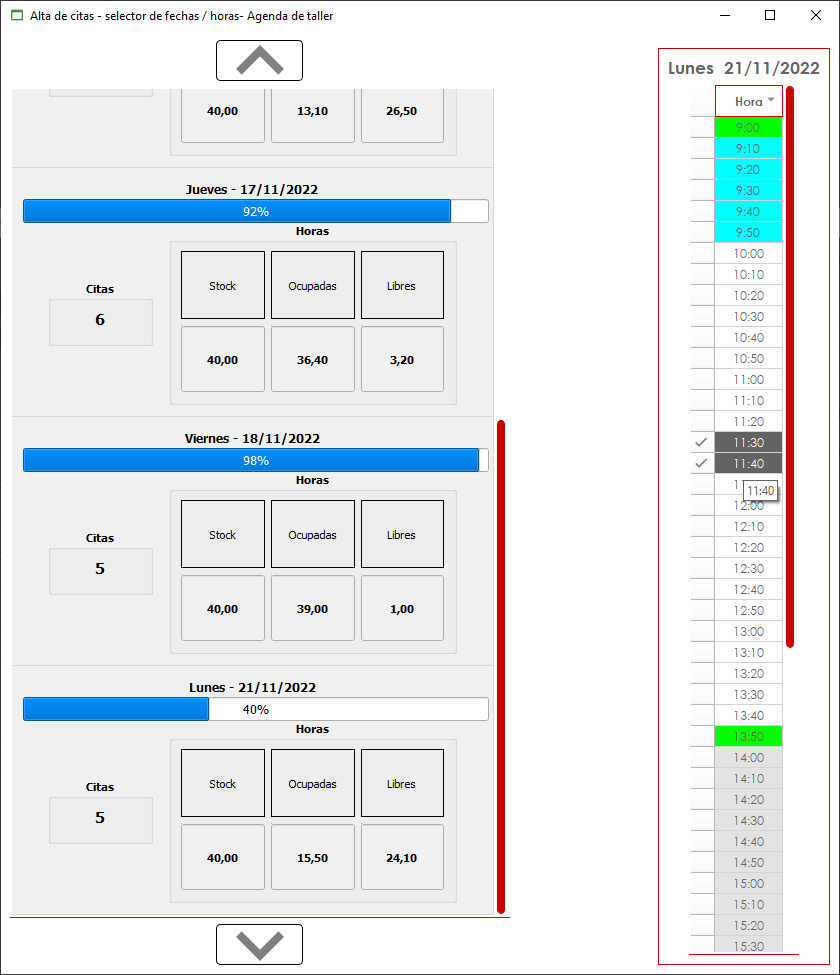 Alta de citas - selector de fechas / horas- Agenda de taller
40,00 13,10 26,50
Jueves - 17/11/2022
92%
Horas
Citas
6
Stock Ocupadas Libres
40,00 36,40 3,20
Viernes - 18/11/2022
98%
Horas
Citas
5
Stock Ocupadas Libres
40,00 39,00 1,00
Lunes - 21/11/2022
40%
Horas
Citas
5
Stock Ocupadas Libres
40,00 15,50 24,10
Lunes 21/11/2022
Hora
9:00
9:10
9:20
9:30
9:40
9:50
10:00
10:10
10:20
10:30
10:40
10:50
11:00
11:10
11:20
11:30
11:40
11:40
12:00
12:10
12:20
12:30
12:40
12:50
13:00
13:10
13:20
13:30
13:40
13:50
14:00
14:10
14:20
14:30
14:40
14:50
15:00
15:10
15:20
15:30